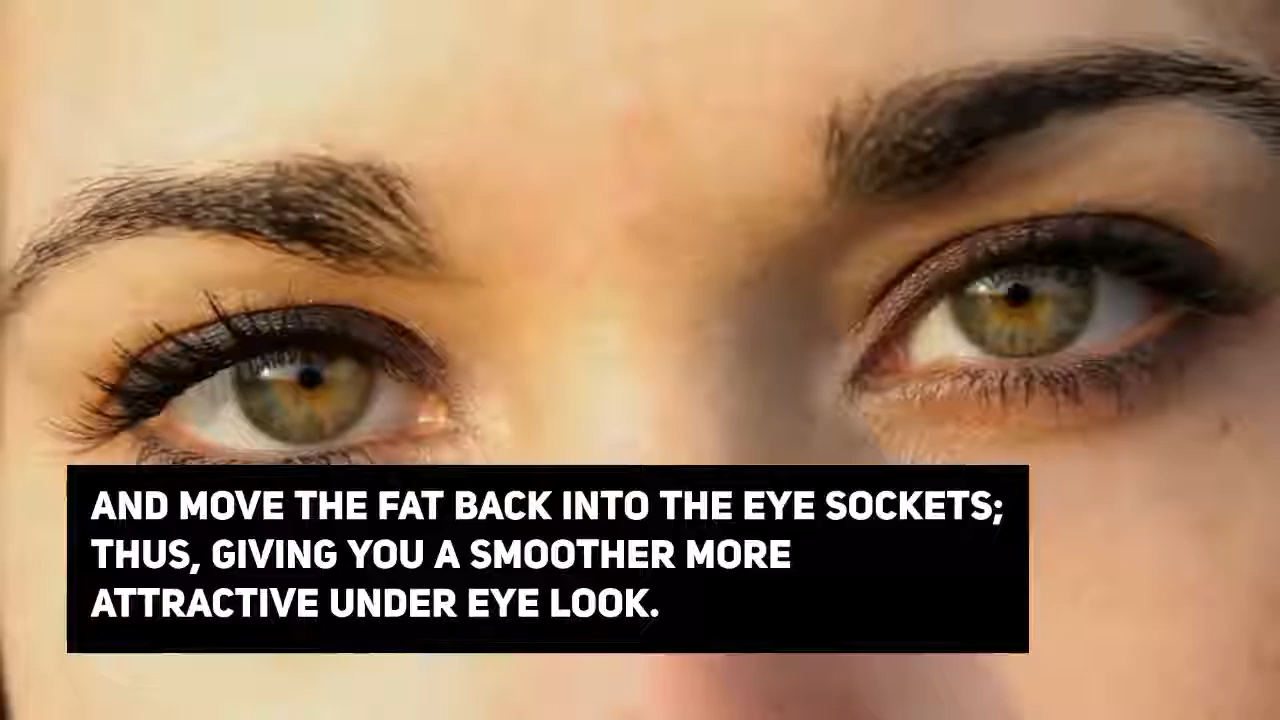 AND MOVE THE FAT BACK INTO THE EYE SOCKETS;
THUS, GIVING YOU A SMOOTHER MORE
ATTRACTIVE UNDER EYE LOOK.